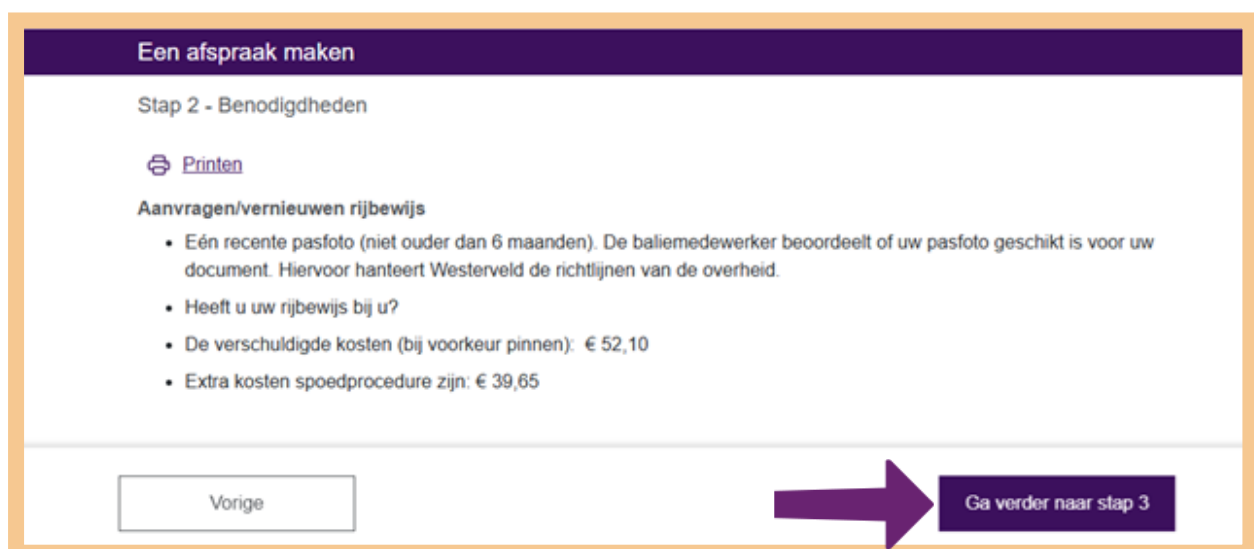 Een afspraak maken
Stap 2 - Benodigdheden
Printen
Aanvragen/vernieuwen rijbewijs
• Eén recente pasfoto (niet ouder dan 6 maanden). De baliemedewerker beoordeelt of uw pasfoto geschikt is voor uw
document. Hiervoor hanteert Westerveld de richtlijnen van de overheid.
• Heeft u uw rijbewijs bij u?
• De verschuldigde kosten (bij voorkeur pinnen): € 52,10
• Extra kosten spoedprocedure zijn: € 39,65
Vorige
Ga verder naar stap 3